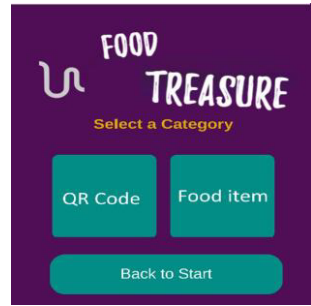 FOOD
TREASURE
Select a Category
QR Code
Food item
Back to Start